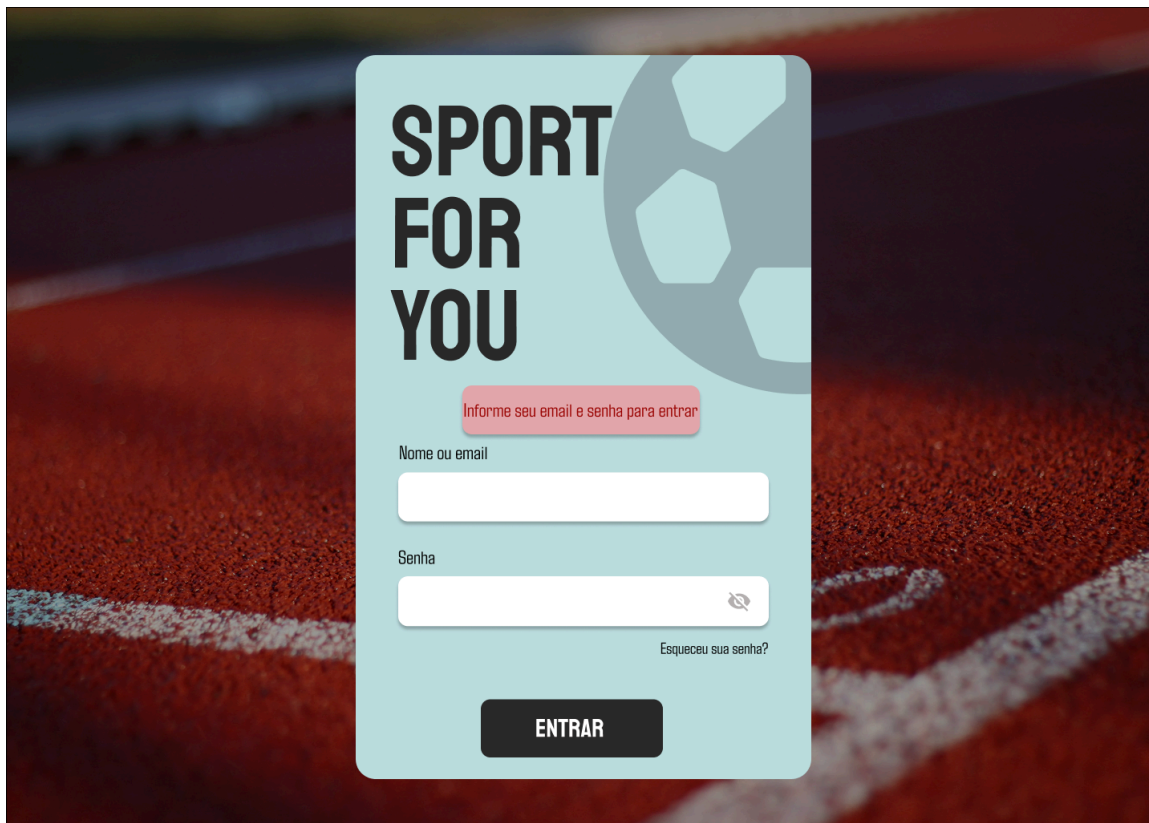 SPORT
FOR
YOU
Informe seu email e senha para entrar
Nome ou email
Senha
Esqueceu sua senha?
ENTRAR